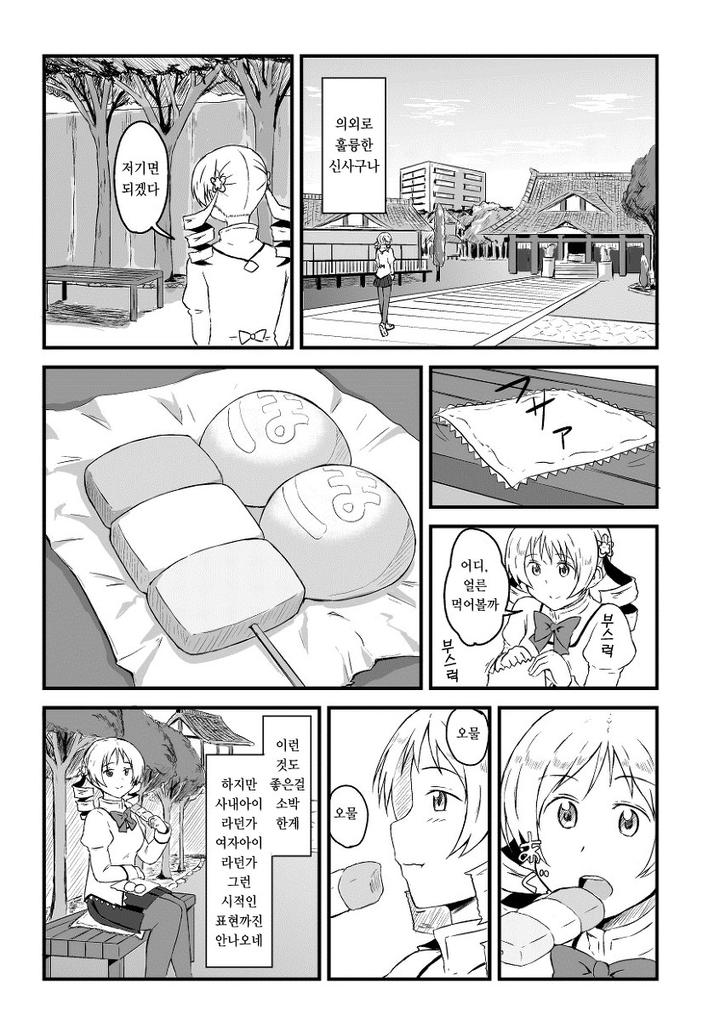 의외로
훌륭한
신사구나
저기면
되겠다
ファサァ
ほ
ほ
어디,
얼른
먹어볼까
부스럭
부스럭
あぐ
오물
오물
이런
것도
좋은걸
소박
한게
하지만
사내아이
라던가
여자아이
라던가
그런
시적인
표현까진
안나오네